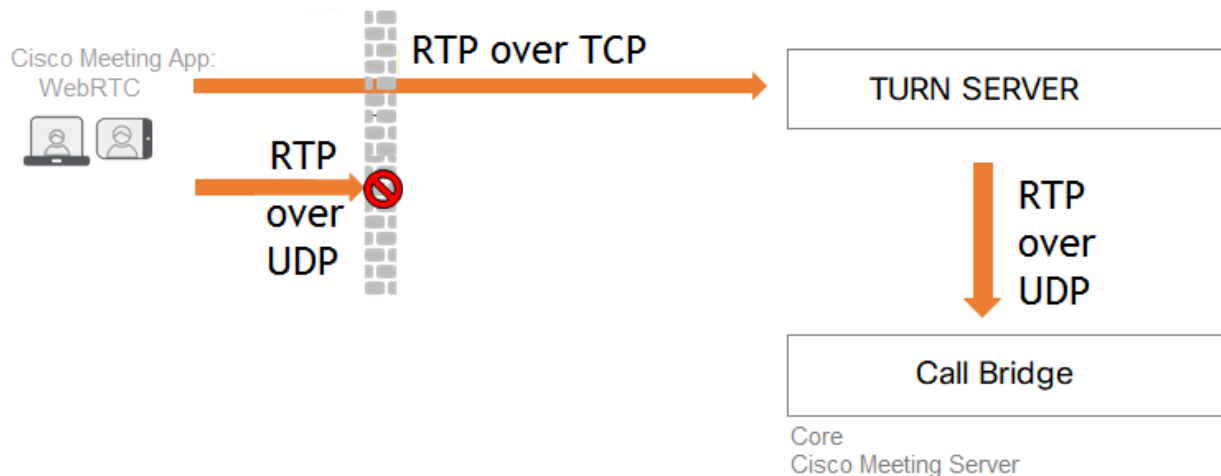 RTP over TCP
Cisco Meeting App:
WebRTC
TURN SERVER
RTP
over
UDP
RTP
over
UDP
Call Bridge
Core
Cisco Meeting Server